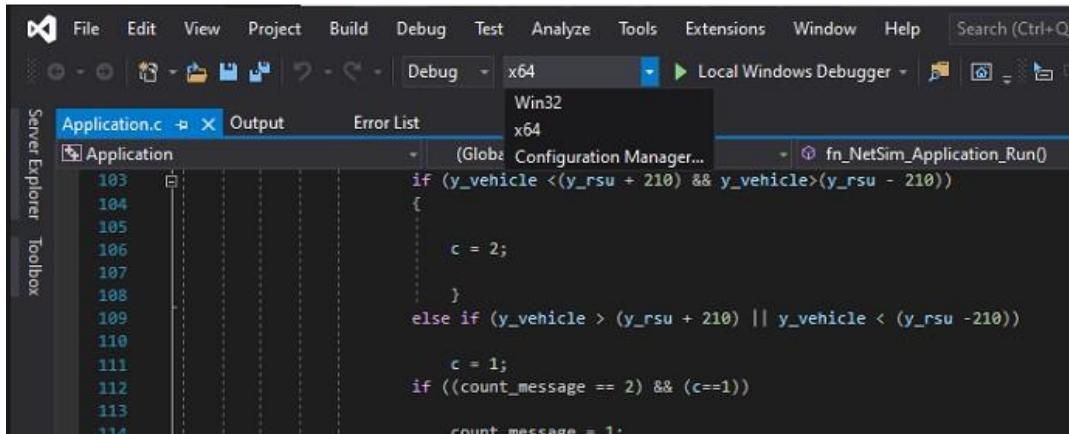 File Edit View Project Build Debug Test Analyze Tools Extensions Window Help Search (Ctrl+Q
Debug x64 Local Windows Debugger
Win32
x64
Configuration Manager...
Server Explorer
Toolbox
Application.c Output Error List
Application (Globa fn_NetSim_Application_Run()
103 if (y_vehicle <(y_rsu + 210) && y_vehicle>(y_rsu - 210))
104 {
105
106 c = 2;
107
108 }
109 else if (y_vehicle > (y_rsu + 210) || y_vehicle < (y_rsu -210))
110
111 c = 1;
112 if ((count_message == 2) && (c==1))
113
114 count_message = 1;